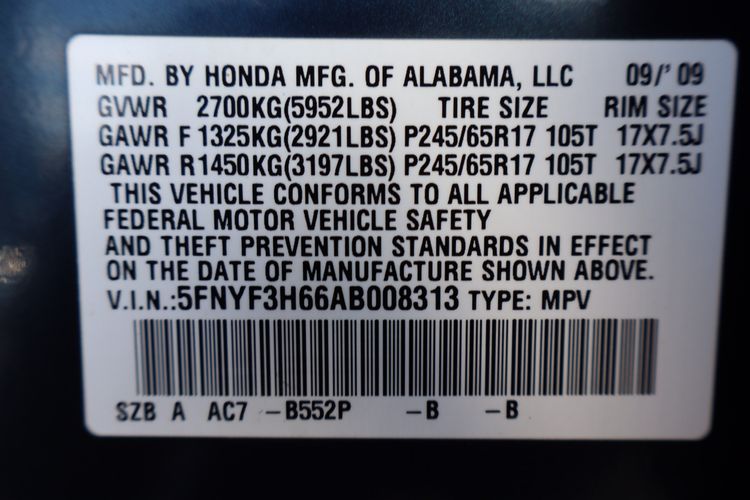 MFD. BY HONDA MFG. OF ALABAMA, LLC 09/'09
GVWR 2700KG(5952LBS) TIRE SIZE RIM SIZE
GAWR F 1325KG(2921LBS) P245/65R17 105T 17X7.5J
GAWR R1450KG(3197LBS) P245/65R17 105T 17X7.5J
THIS VEHICLE CONFORMS TO ALL APPLICABLE
FEDERAL MOTOR VEHICLE SAFETY
AND THEFT PREVENTION STANDARDS IN EFFECT
ON THE DATE OF MANUFACTURE SHOWN ABOVE.
V.I.N.:5FNYF3H66AB008313 TYPE: MPV
SZB A AC7 -B552P -B -B